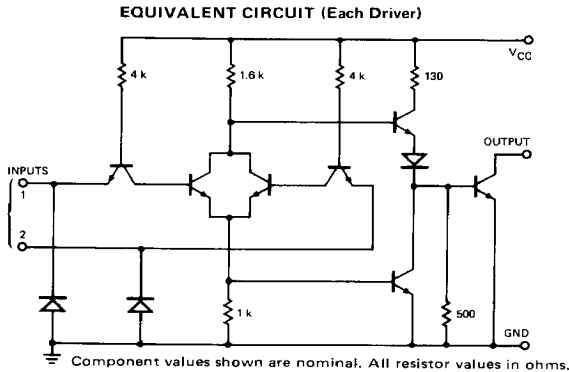 EQUIVALENT CIRCUIT (Each Driver)
VCC
4 k
1.6 k
4 k
130
OUTPUT
INPUTS
1
2
1 k
500
GND
Component values shown are nominal. All resistor values in ohms.